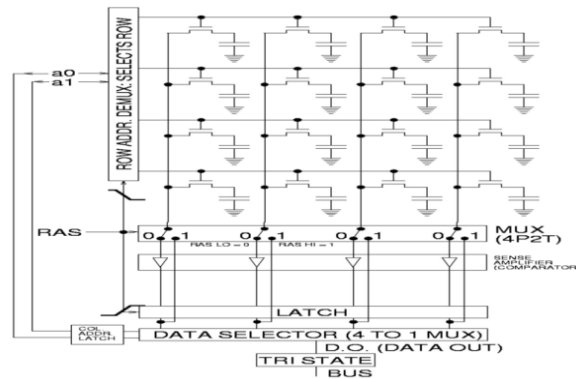 ROW ADDR. DEMUX: SELECTS ROW
a0
a1
RAS
0 1 0 1 0 1 0 1
RAS LO = 0 RAS HI = 1
MUX
(4P2T)
SENSE
AMPLIFIER
(COMPARATOR
LATCH
COL.
ADDR.
LATCH
DATA SELECTOR (4 TO 1 MUX)
D.O. (DATA OUT)
TRI STATE
BUS